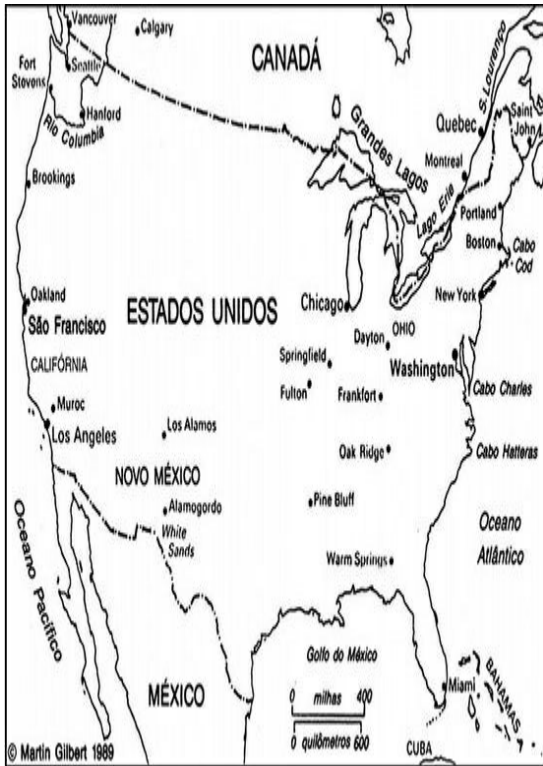 Vancouver
Calgary
CANADÁ
Seattle
Fort
Stevens
Hanford
Rio Columbia
Grandes Lagos
S. Lourenço
Saint
John
Quebec
Montreal
Brookings
Lago Erie
Portland
Boston
Cabo
Cod
Oakland
São Francisco
ESTADOS UNIDOS
Chicago
New York
OHIO
Dayton
Springfield
Washington
CALIFÓRNIA
Fulton
Frankfort
Cabo Charles
Muroc
Los Angeles
Los Alamos
Oak Ridge
Cabo Hatteras
NOVO MÉXICO
Alamogordo
White
Sands
Pine Bluff
Oceano
Atlântico
Oceano Pacífico
Warm Springs
Golfo do México
MÉXICO
Miami
BAHAMAS
0 milhas 400
0 quilômetros 600
CUBA
© Martin Gilbert 1989